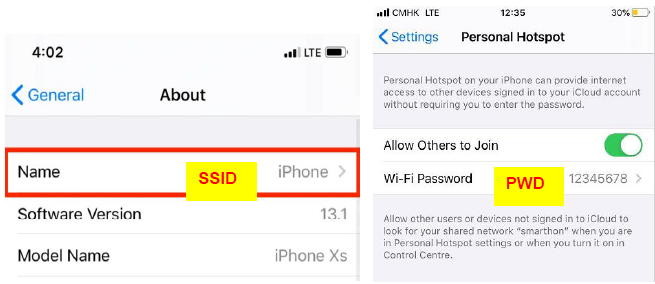 4:02
LTE
General
About
Name
SSID
iPhone
Software Version
13.1
Model Name
iPhone Xs
CMHK LTE
12:35
30%
Settings
Personal Hotspot
Personal Hotspot on your iPhone can provide internet
access to other devices signed in to your iCloud account
without requiring you to enter the password.
Allow Others to Join
Wi-Fi Password
PWD
12345678
Allow other users or devices not signed in to iCloud to
look for your shared network “smarthon” when you are
in Personal Hotspot settings or when you turn it on in
Control Centre.